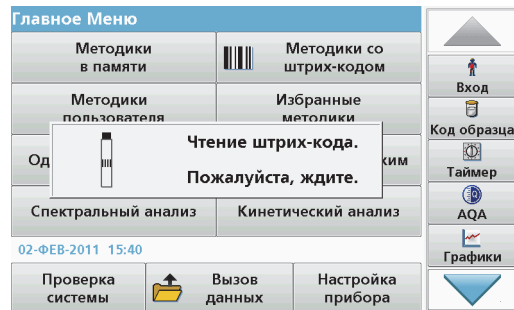 Главное Меню
Методики
в памяти
Методики со
штрих-кодом
Методики
пользователя
Избранные
методики
Чтение штрих-кода.
Пожалуйста, ждите.
Спектральный анализ
Кинетический анализ
02-ФЕВ-2011 15:40
Проверка
системы
Вызов
данных
Настройка
прибора
Вход
Код образца
Таймер
AQA
Графики